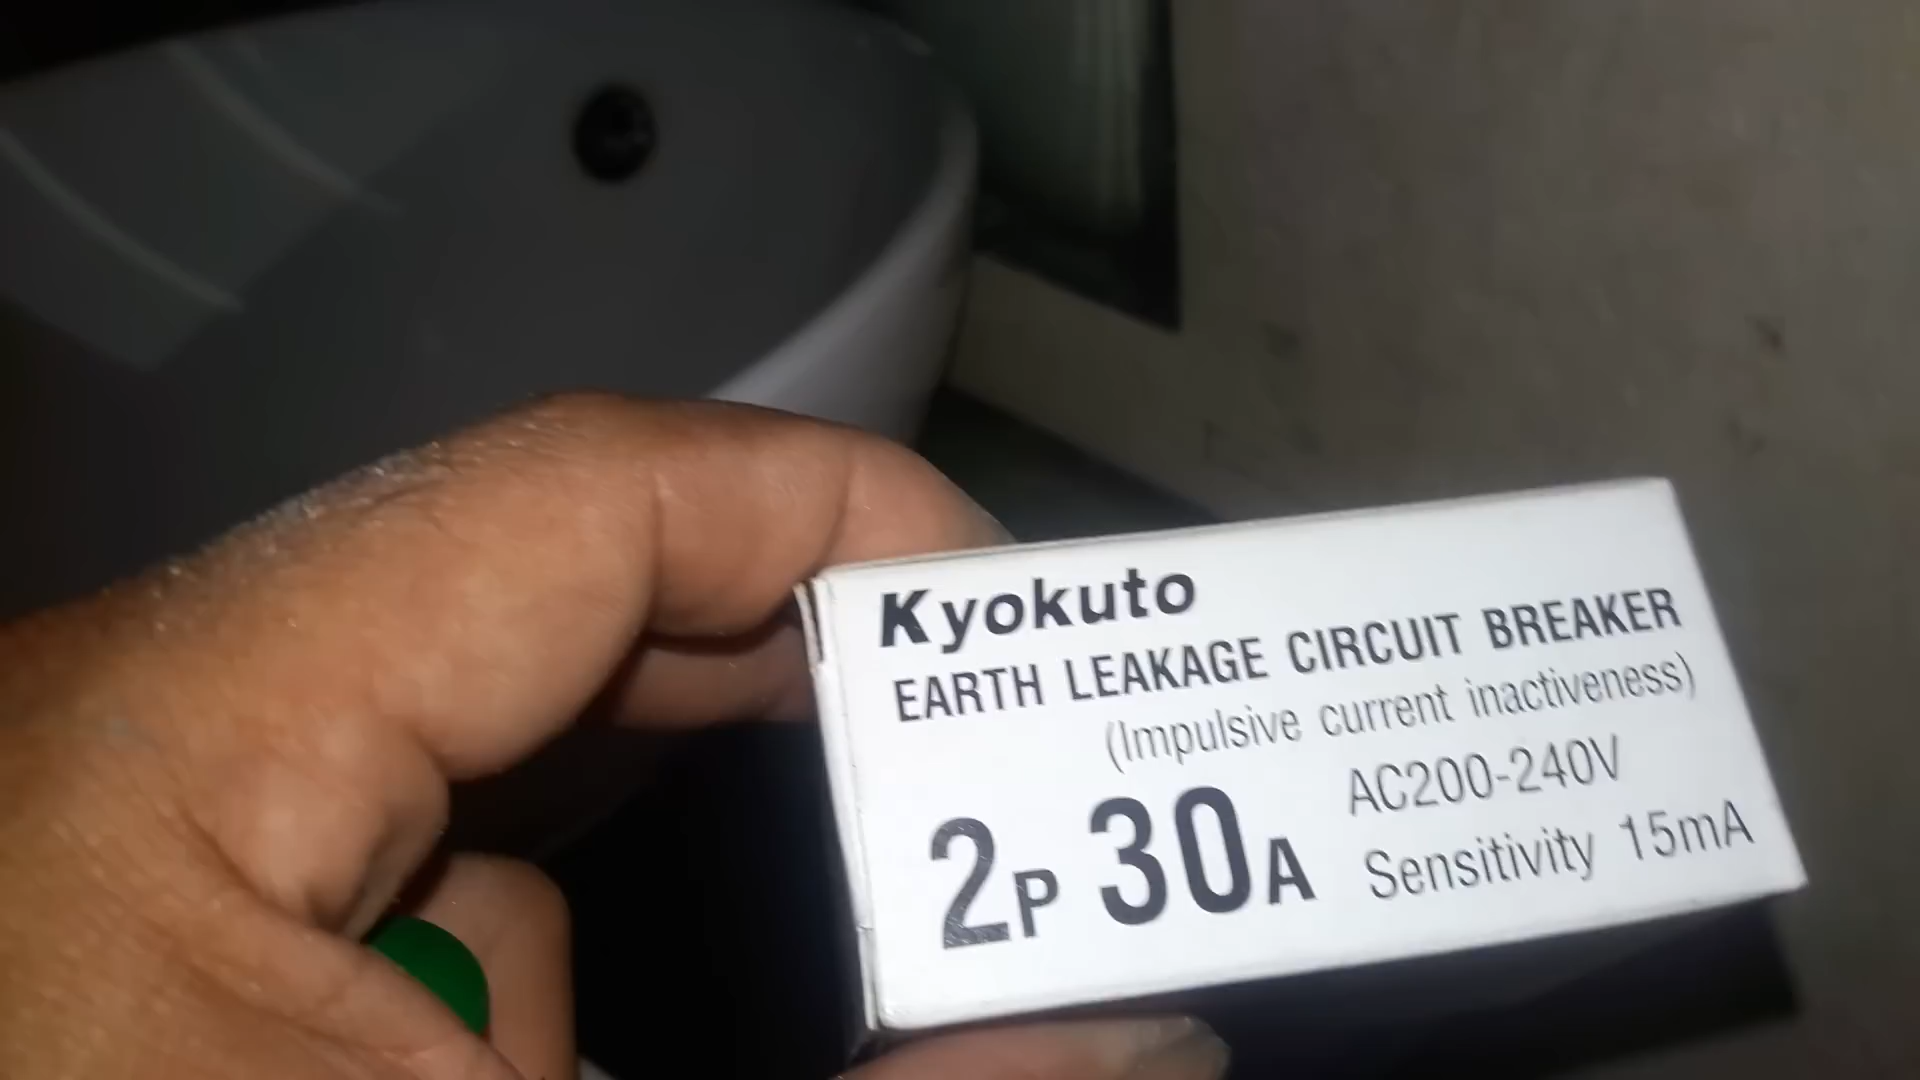 Kyokuto
EARTH LEAKAGE CIRCUIT BREAKER
(Impulsive current inactiveness)
2P 30A AC200-240V
Sensitivity 15mA